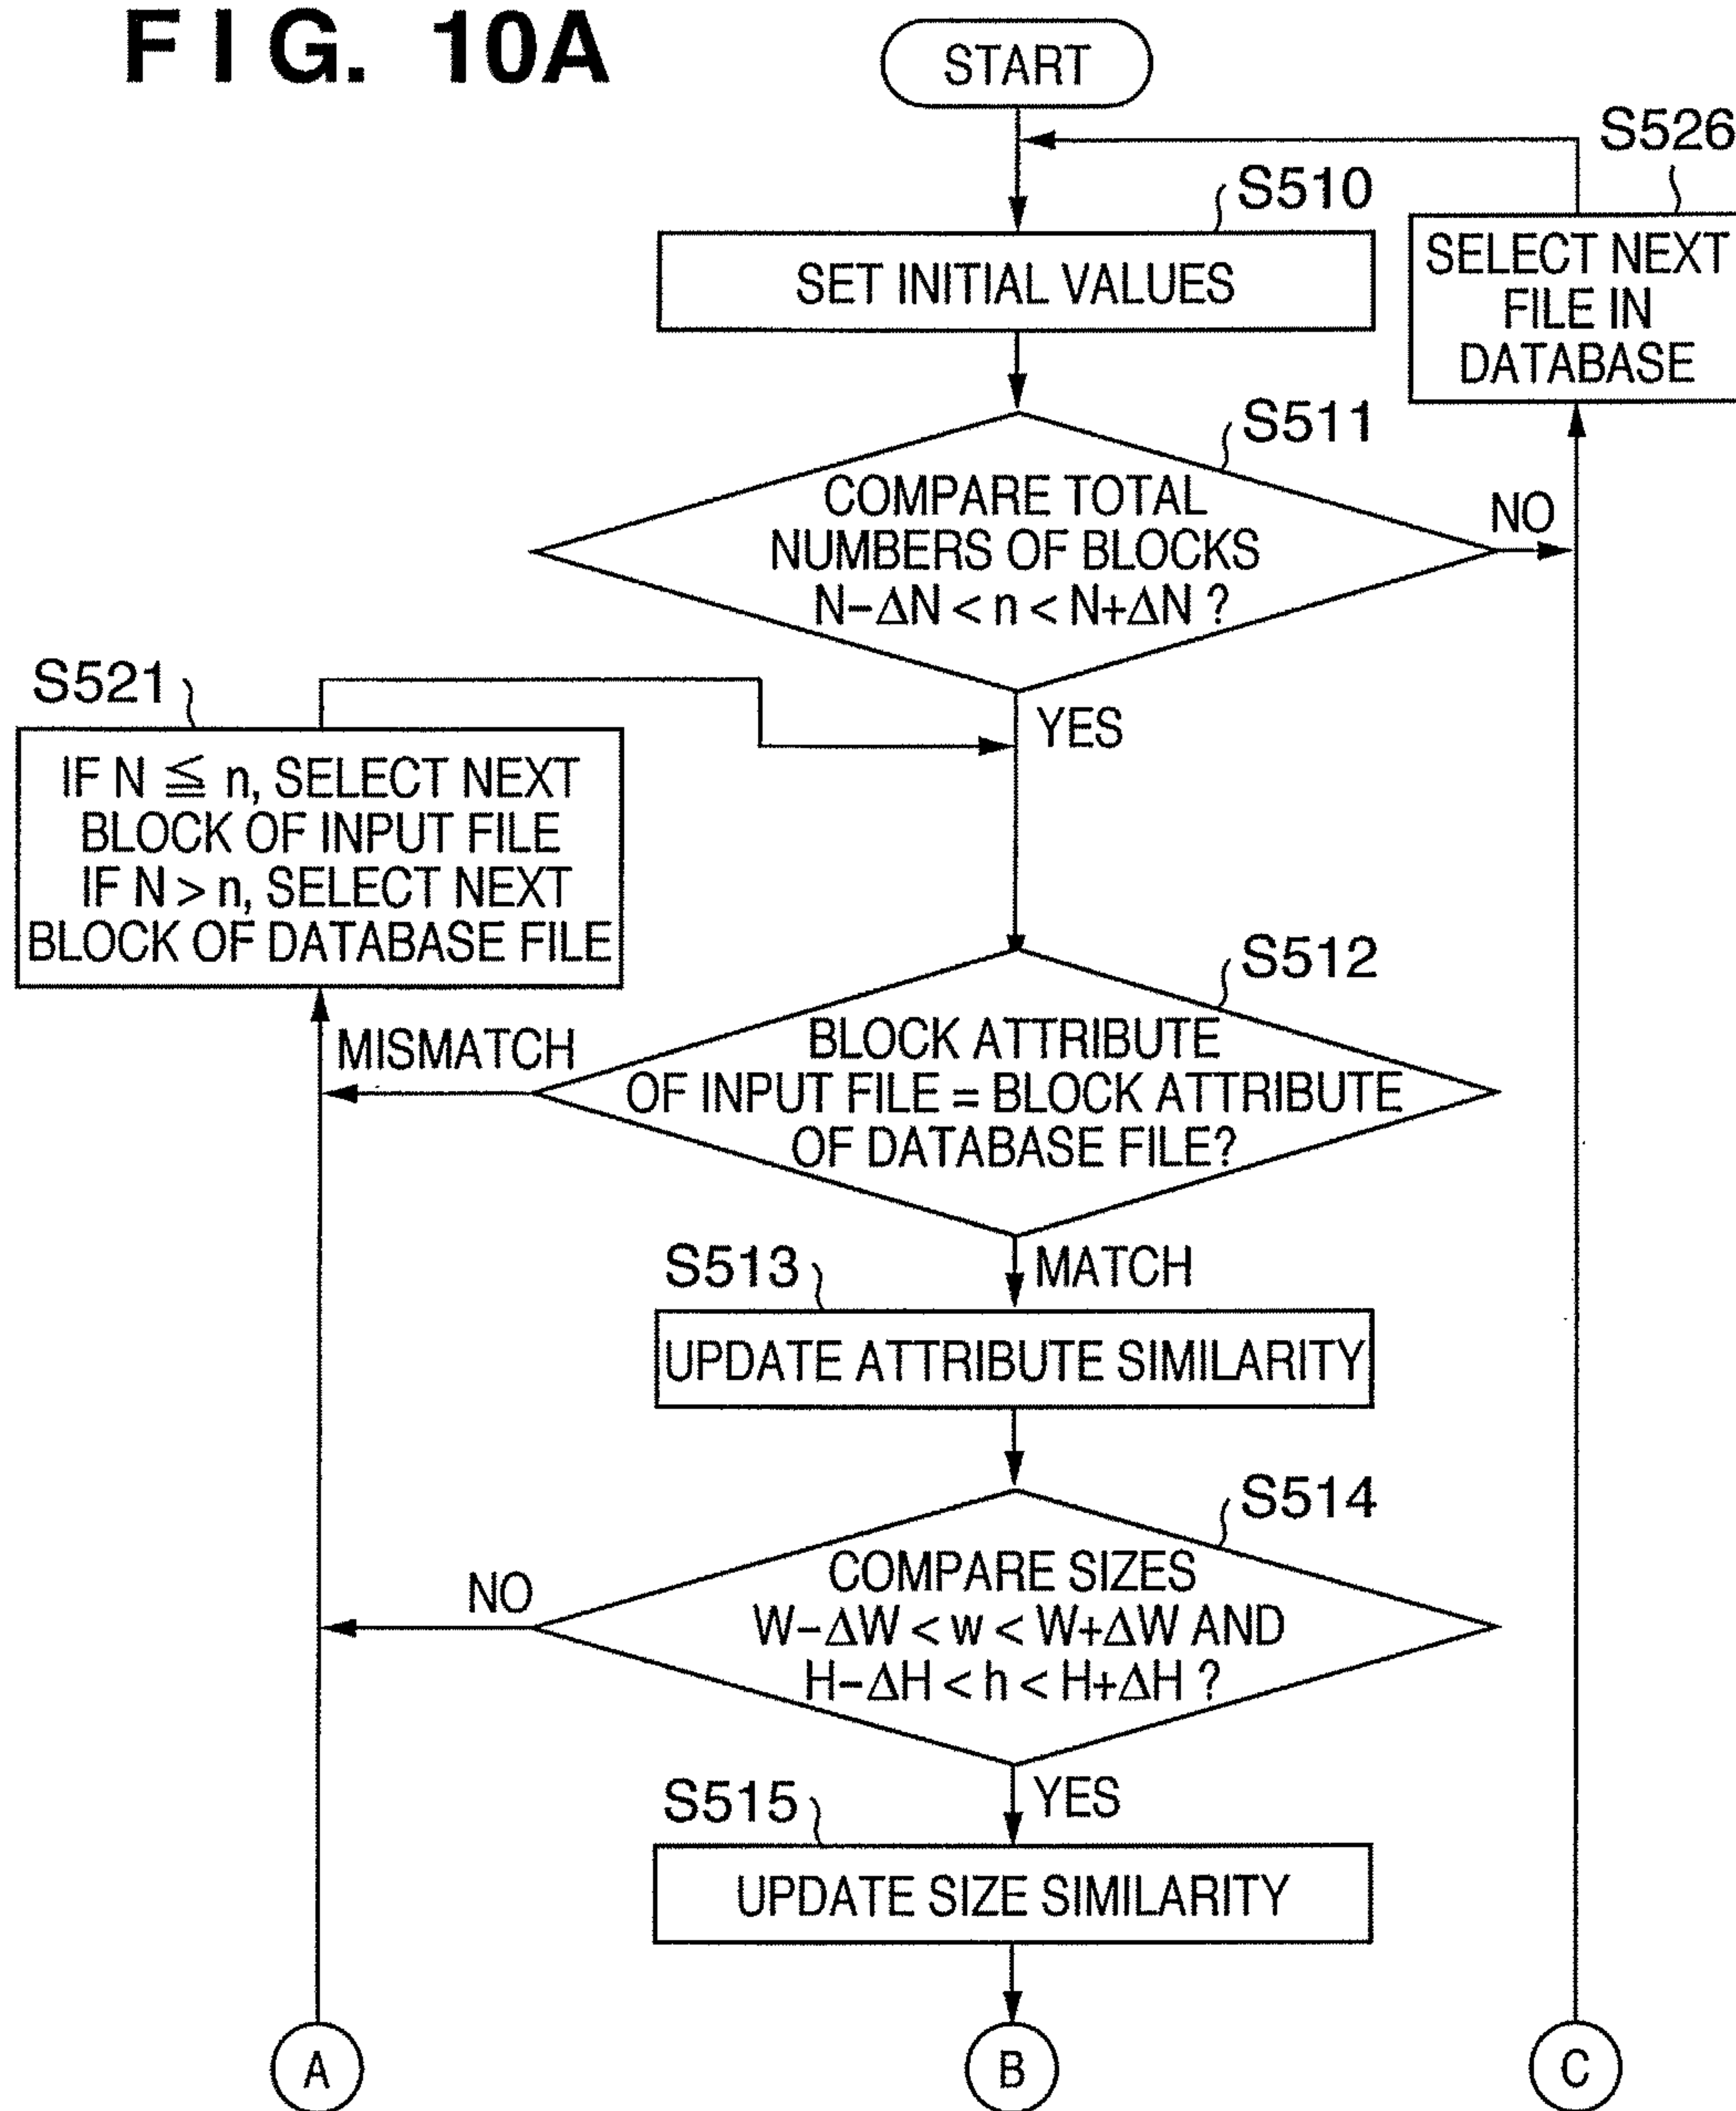 FIG. 10A
START
S526
S510
SET INITIAL VALUES
SELECT NEXT
FILE IN
DATABASE
S511
COMPARE TOTAL
NUMBERS OF BLOCKS
N−ΔN < n < N+ΔN ?
NO
S521
YES
IF N ≦ n, SELECT NEXT
BLOCK OF INPUT FILE
IF N > n, SELECT NEXT
BLOCK OF DATABASE FILE
S512
BLOCK ATTRIBUTE
OF INPUT FILE = BLOCK ATTRIBUTE
OF DATABASE FILE?
MISMATCH
S513
MATCH
UPDATE ATTRIBUTE SIMILARITY
S514
COMPARE SIZES
W−ΔW < w < W+ΔW AND
H−ΔH < h < H+ΔH ?
NO
S515
YES
UPDATE SIZE SIMILARITY
A
B
C